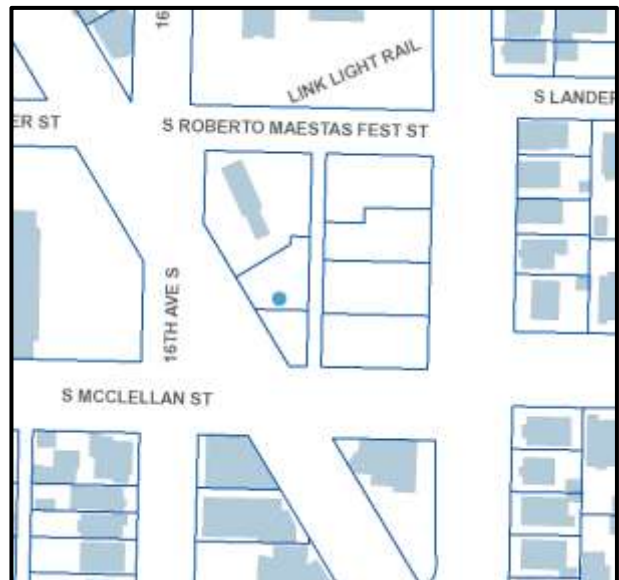 16
LINK LIGHT RAIL
S LANDER
ER ST
S ROBERTO MAESTAS FEST ST
16TH AVE S
S MCCLELLAN ST